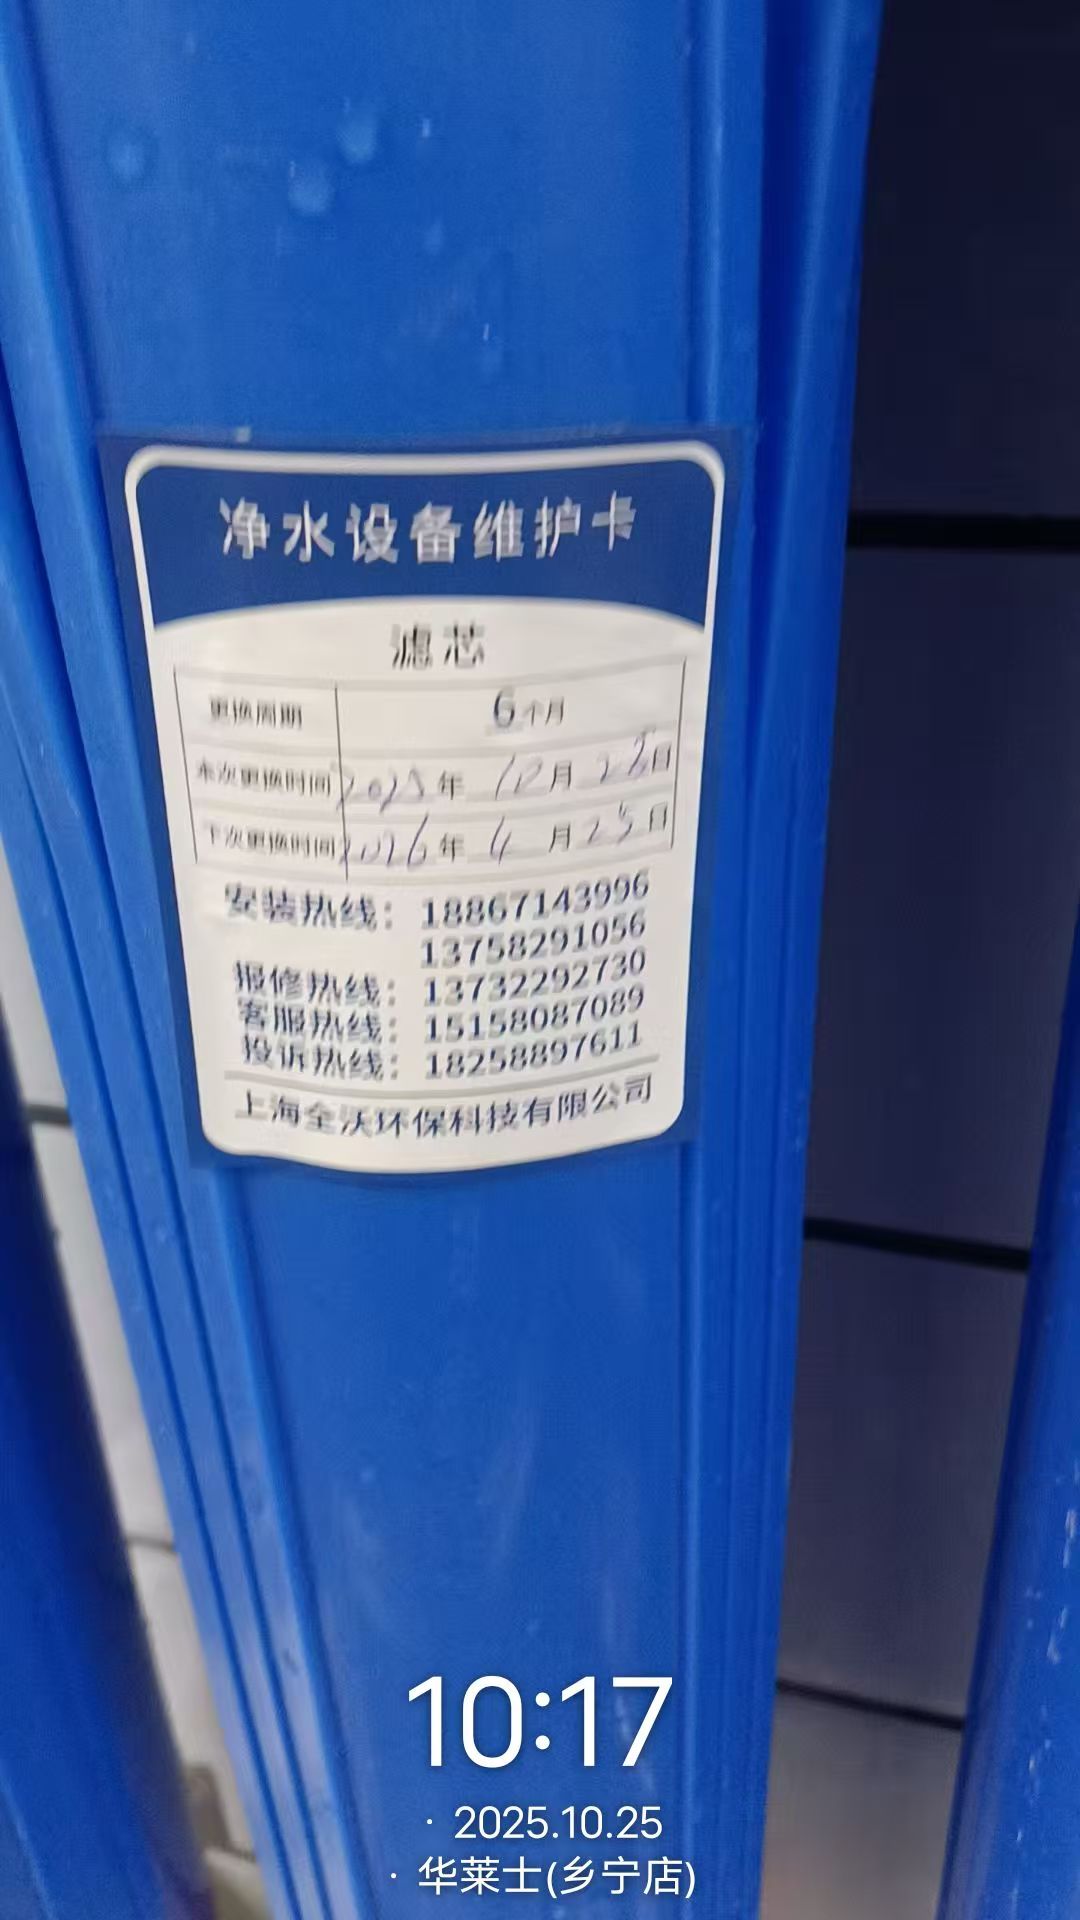 净水设备维护卡
滤芯
更换周期 6个月
本次更换时间 2025年 10月 25日
下次更换时间 2026年 4月 25日
安装热线：18867143996
13758291056
报修热线：13732292730
客服热线：15158087089
投诉热线：18258897611
上海全沃环保科技有限公司
10:17
· 2025.10.25
· 华莱士(乡宁店)